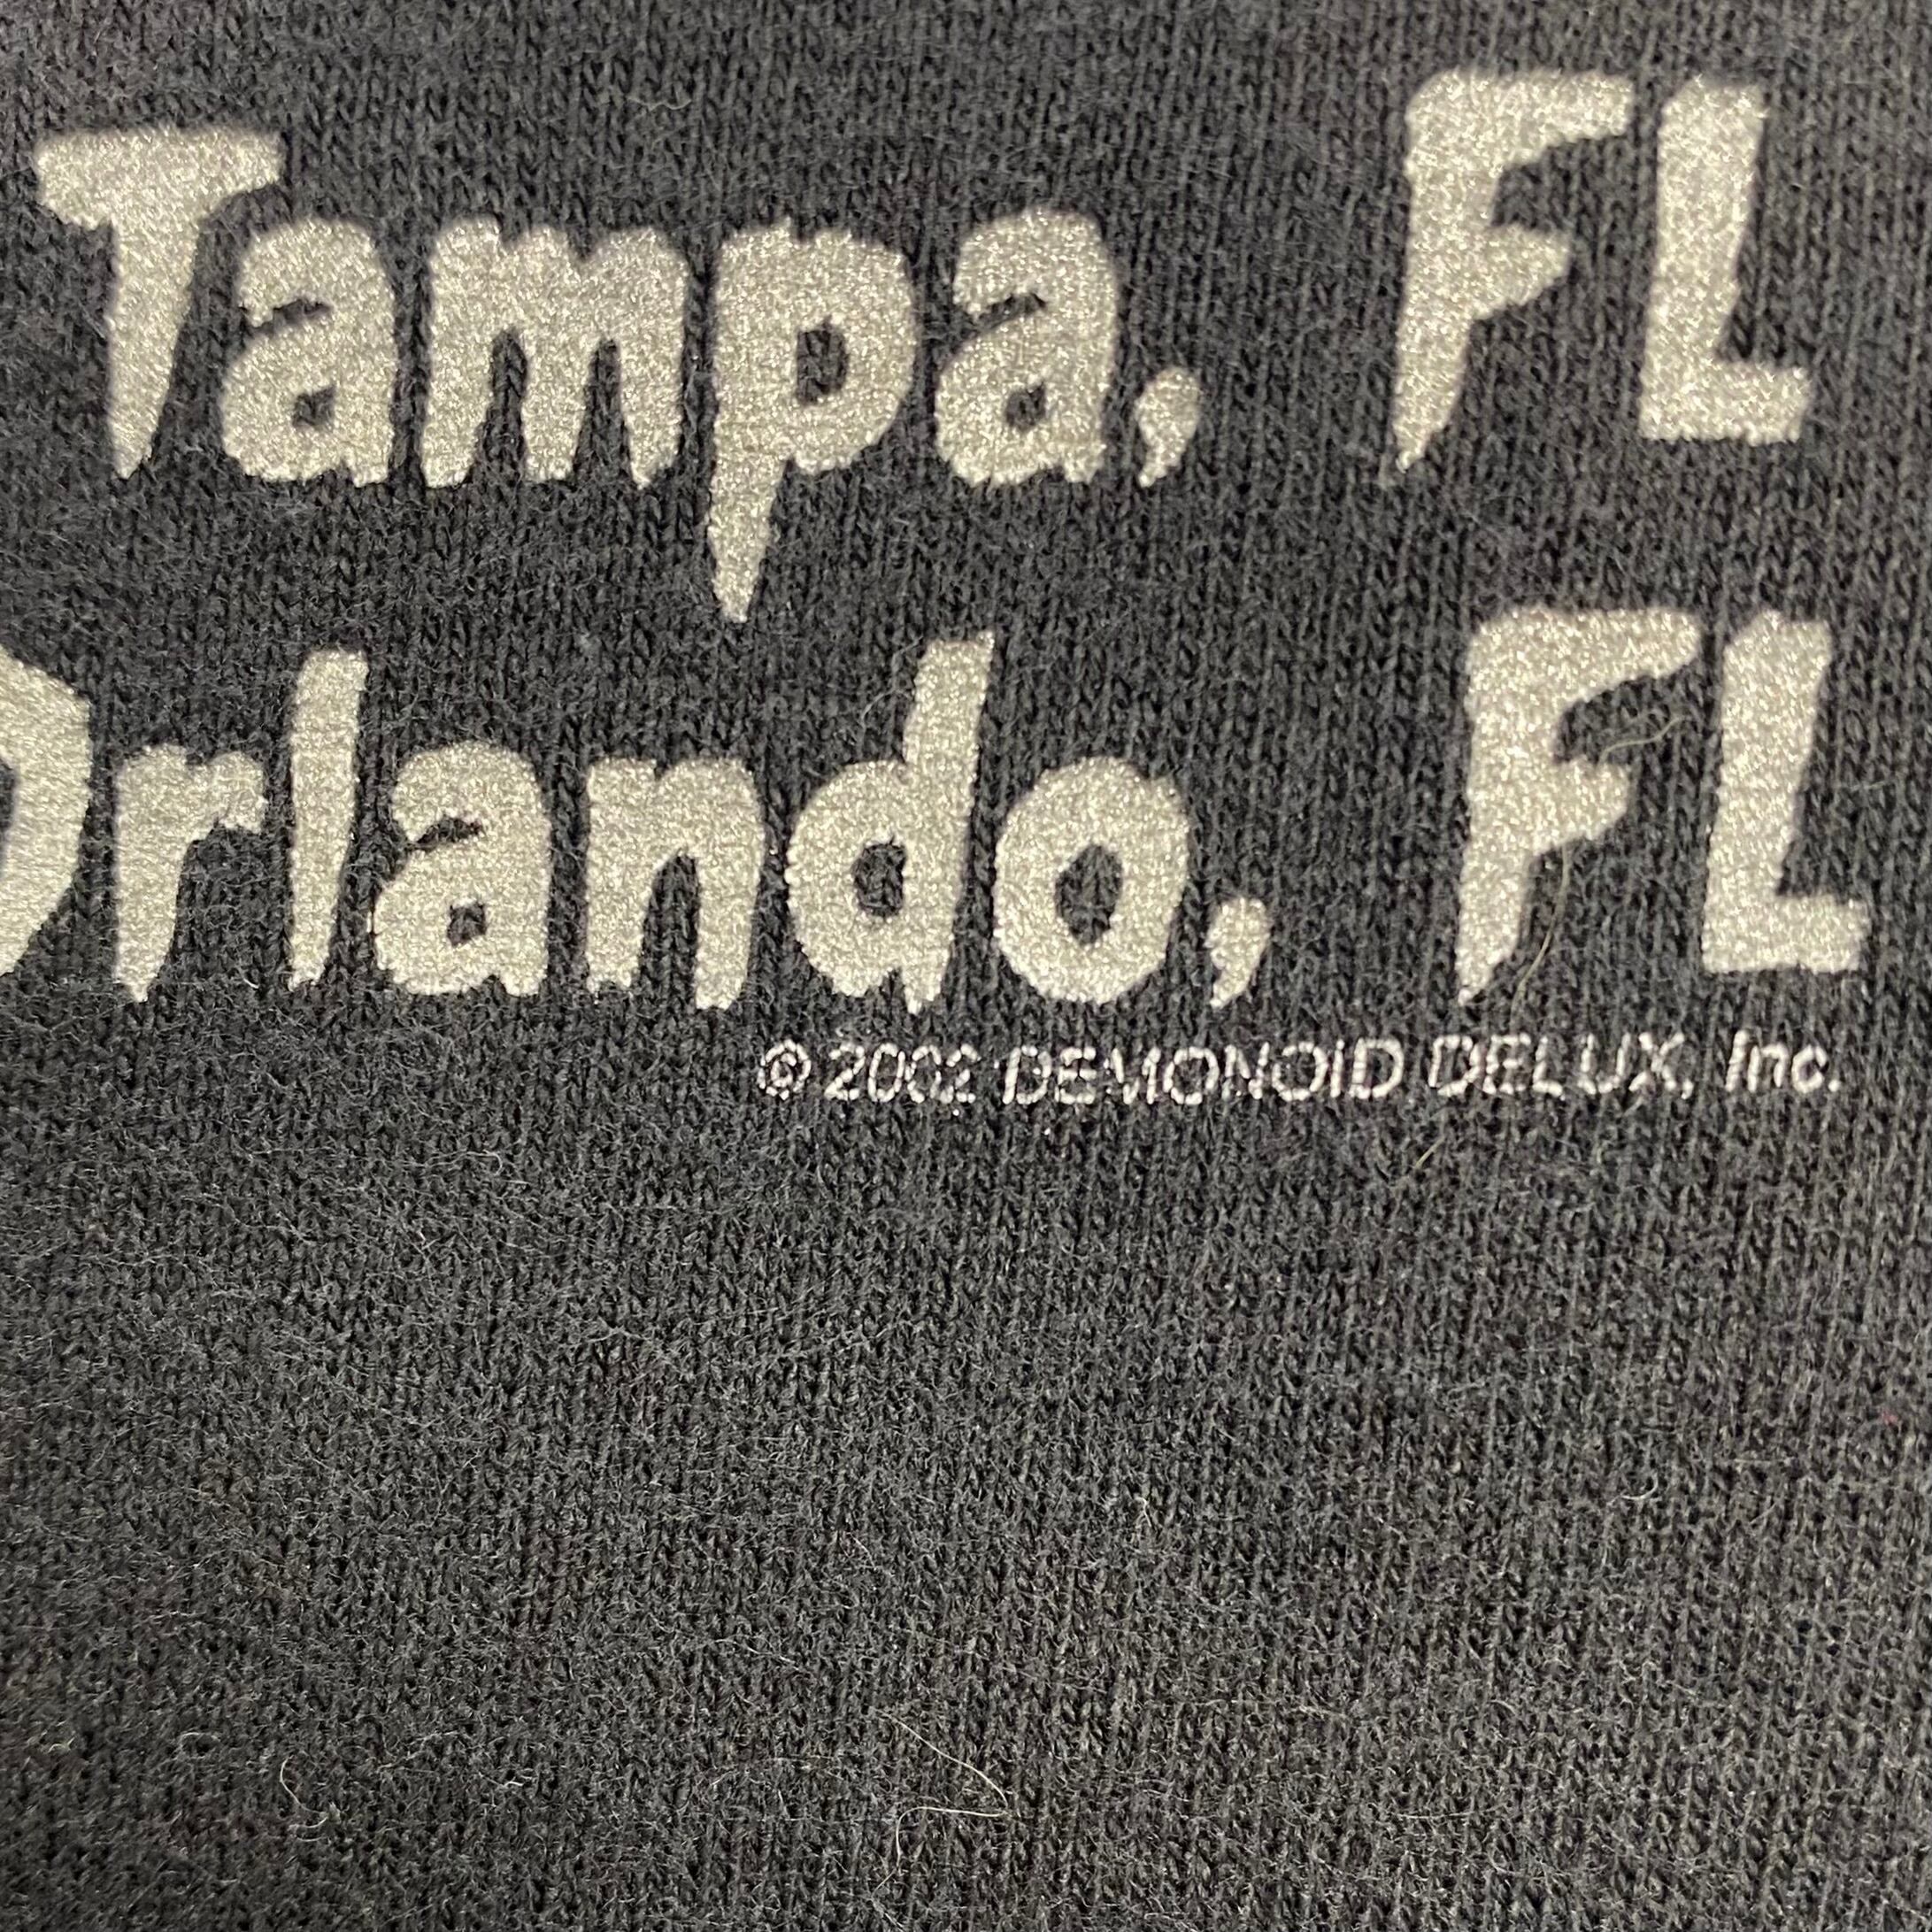 Tampa, FL
Orlando, FL
© 2002 DEMONOID DELUX, Inc.